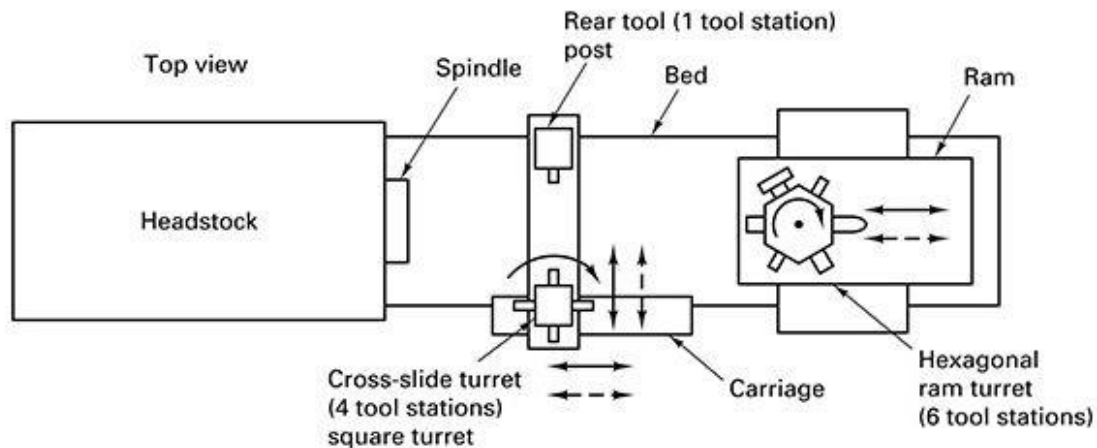 Top view
Spindle
Rear tool (1 tool station)
post
Bed
Ram
Headstock
Cross-slide turret
(4 tool stations)
square turret
Carriage
Hexagonal
ram turret
(6 tool stations)